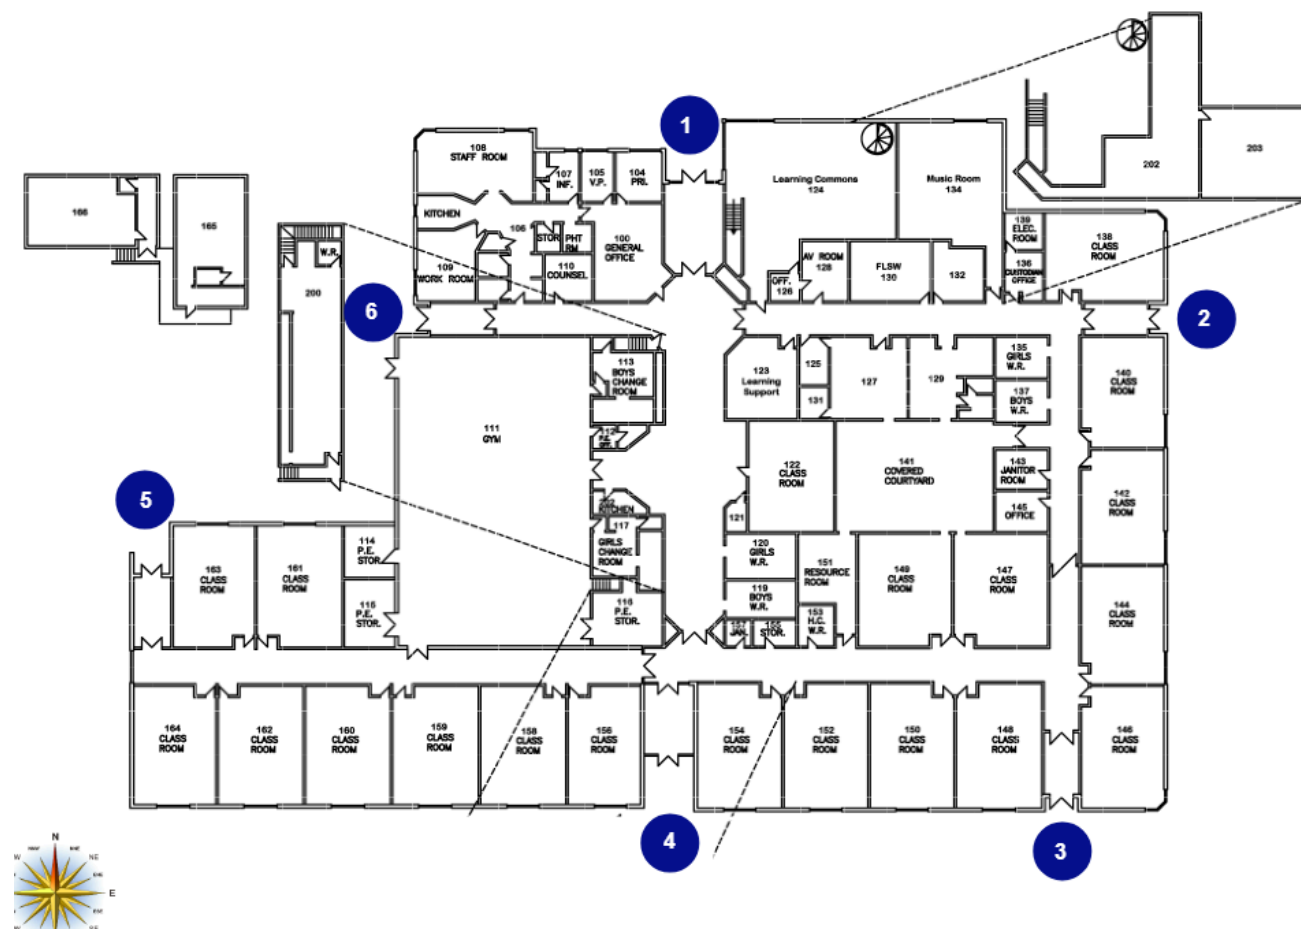 1
108
STAFF ROOM
107
INF.
105
V.P.
104
PRI.
Learning Commons
124
Music Room
134
202
203
166
165
KITCHEN
106
STOR
PHT
RM
100
GENERAL
OFFICE
139
ELEC.
ROOM
138
CLASS
ROOM
W.R.
109
WORK ROOM
110
COUNSEL
AV ROOM
128
OFF.
126
FLSW
130
132
136
CUSTODIAN
OFFICE
200
6
2
113
BOYS
CHANGE
ROOM
123
Learning
Support
125
131
127
129
135
GIRLS
W.R.
137
BOYS
W.R.
140
CLASS
ROOM
111
GYM
112
P.E.
OFF.
122
CLASS
ROOM
141
COVERED
COURTYARD
143
JANITOR
ROOM
145
OFFICE
142
CLASS
ROOM
5
KITCHEN
117
GIRLS
CHANGE
ROOM
121
163
CLASS
ROOM
161
CLASS
ROOM
114
P.E.
STOR.
120
GIRLS
W.R.
151
RESOURCE
ROOM
149
CLASS
ROOM
147
CLASS
ROOM
P.E.
STOR.
116
P.E.
STOR.
119
BOYS
W.R.
157
JAN.
155
STOR.
153
H.C.
W.R.
144
CLASS
ROOM
164
CLASS
ROOM
162
CLASS
ROOM
160
CLASS
ROOM
159
CLASS
ROOM
158
CLASS
ROOM
156
CLASS
ROOM
154
CLASS
ROOM
152
CLASS
ROOM
150
CLASS
ROOM
148
CLASS
ROOM
146
CLASS
ROOM
4
3
N
NE
E